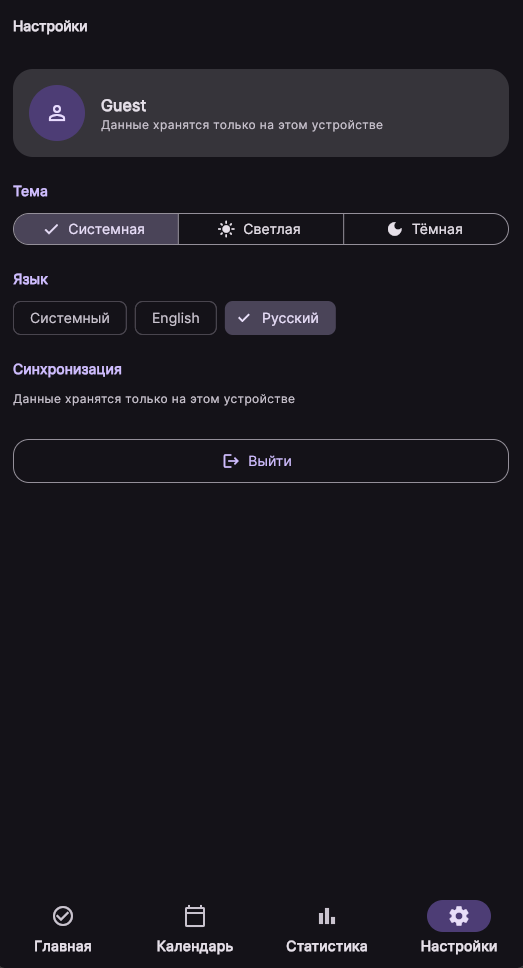 Настройки
Guest
Данные хранятся только на этом устройстве
Тема
Системная Светлая Тёмная
Язык
Системный English Русский
Синхронизация
Данные хранятся только на этом устройстве
Выйти
Главная Календарь Статистика Настройки